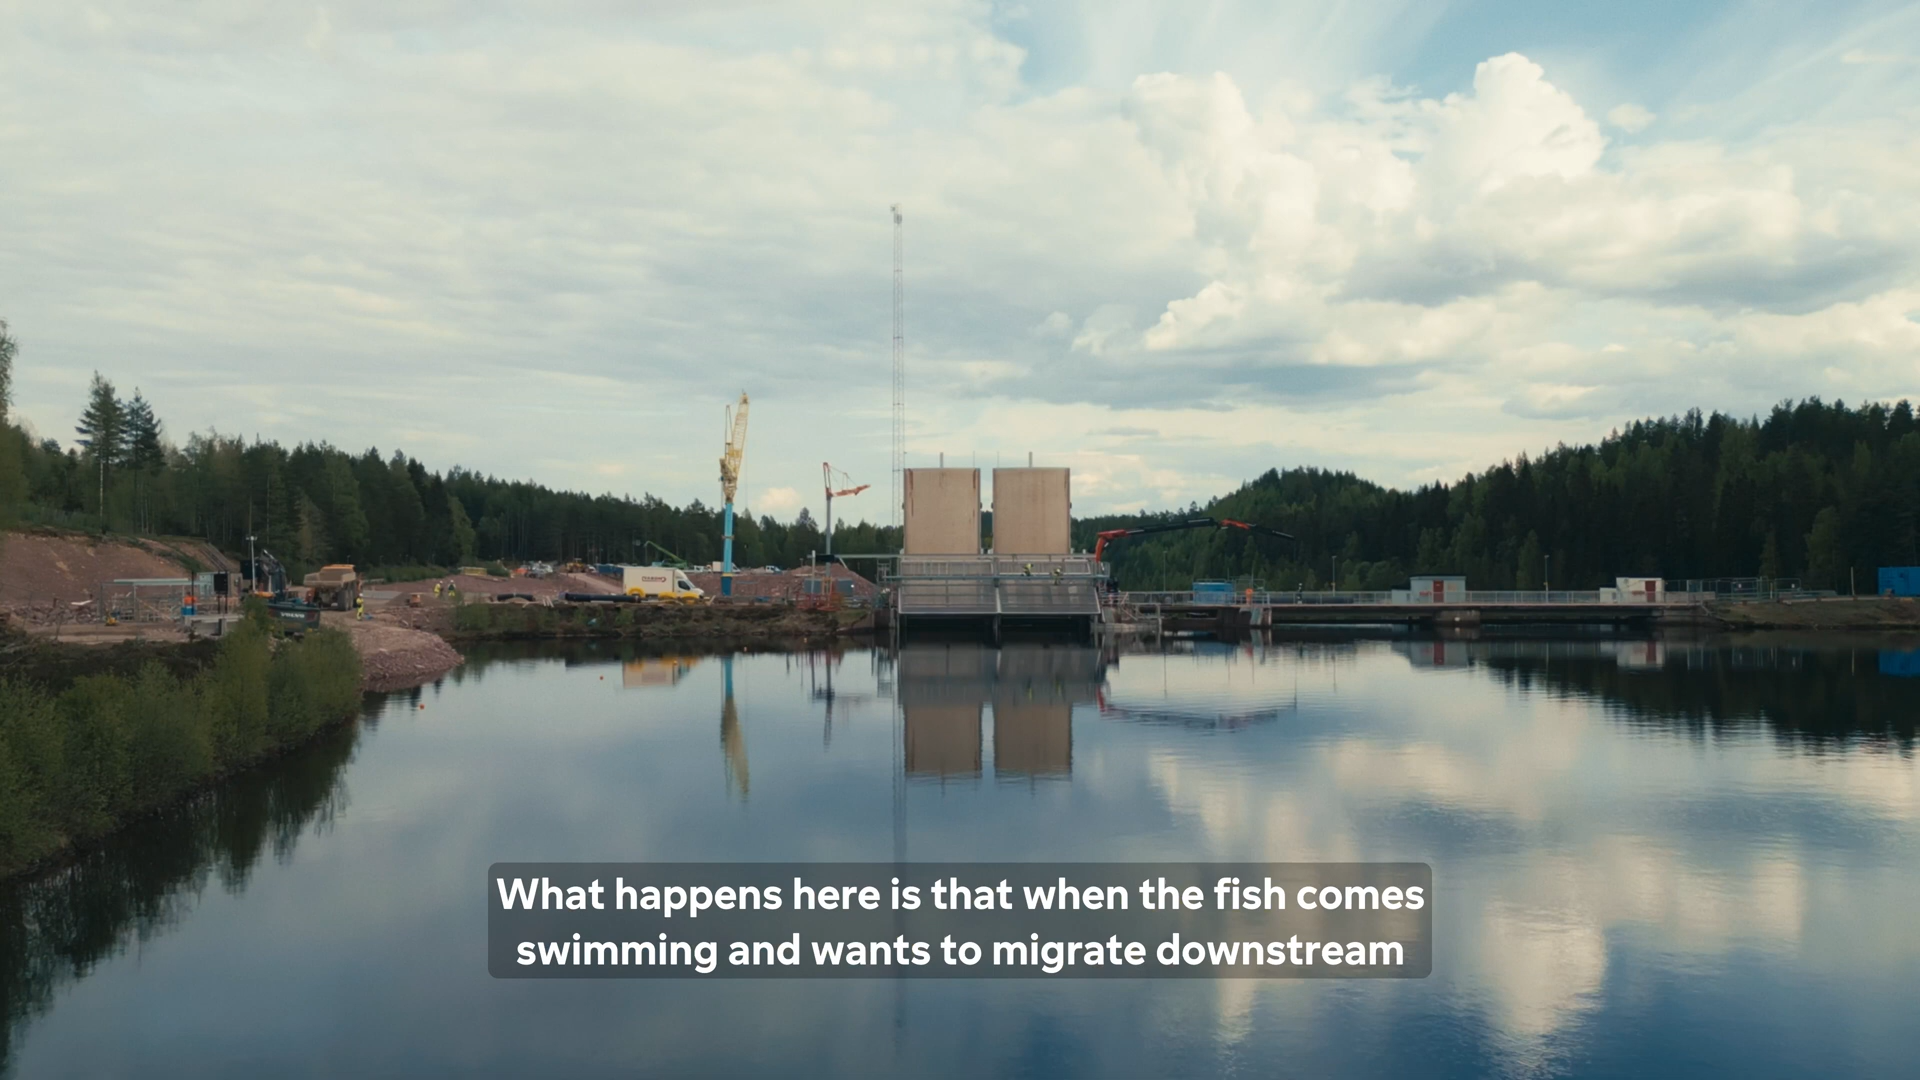 What happens here is that when the fish comes
swimming and wants to migrate downstream